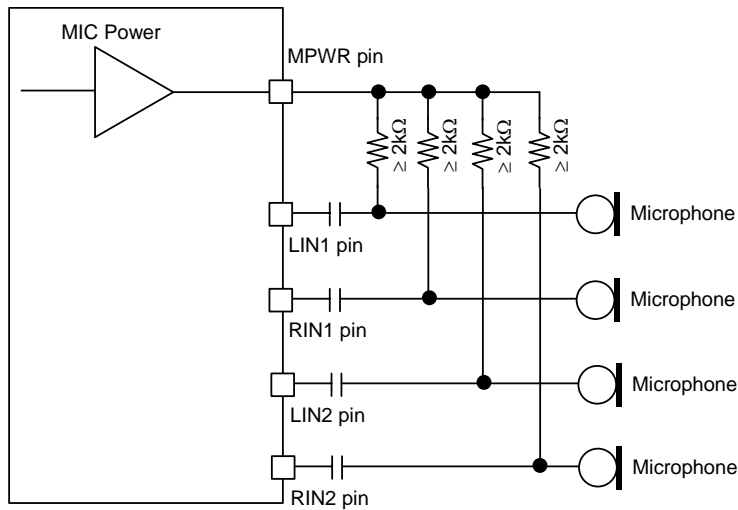 MIC Power
MPWR pin
≥ 2kΩ
≥ 2kΩ
≥ 2kΩ
≥ 2kΩ
Microphone
LIN1 pin
Microphone
RIN1 pin
Microphone
LIN2 pin
Microphone
RIN2 pin